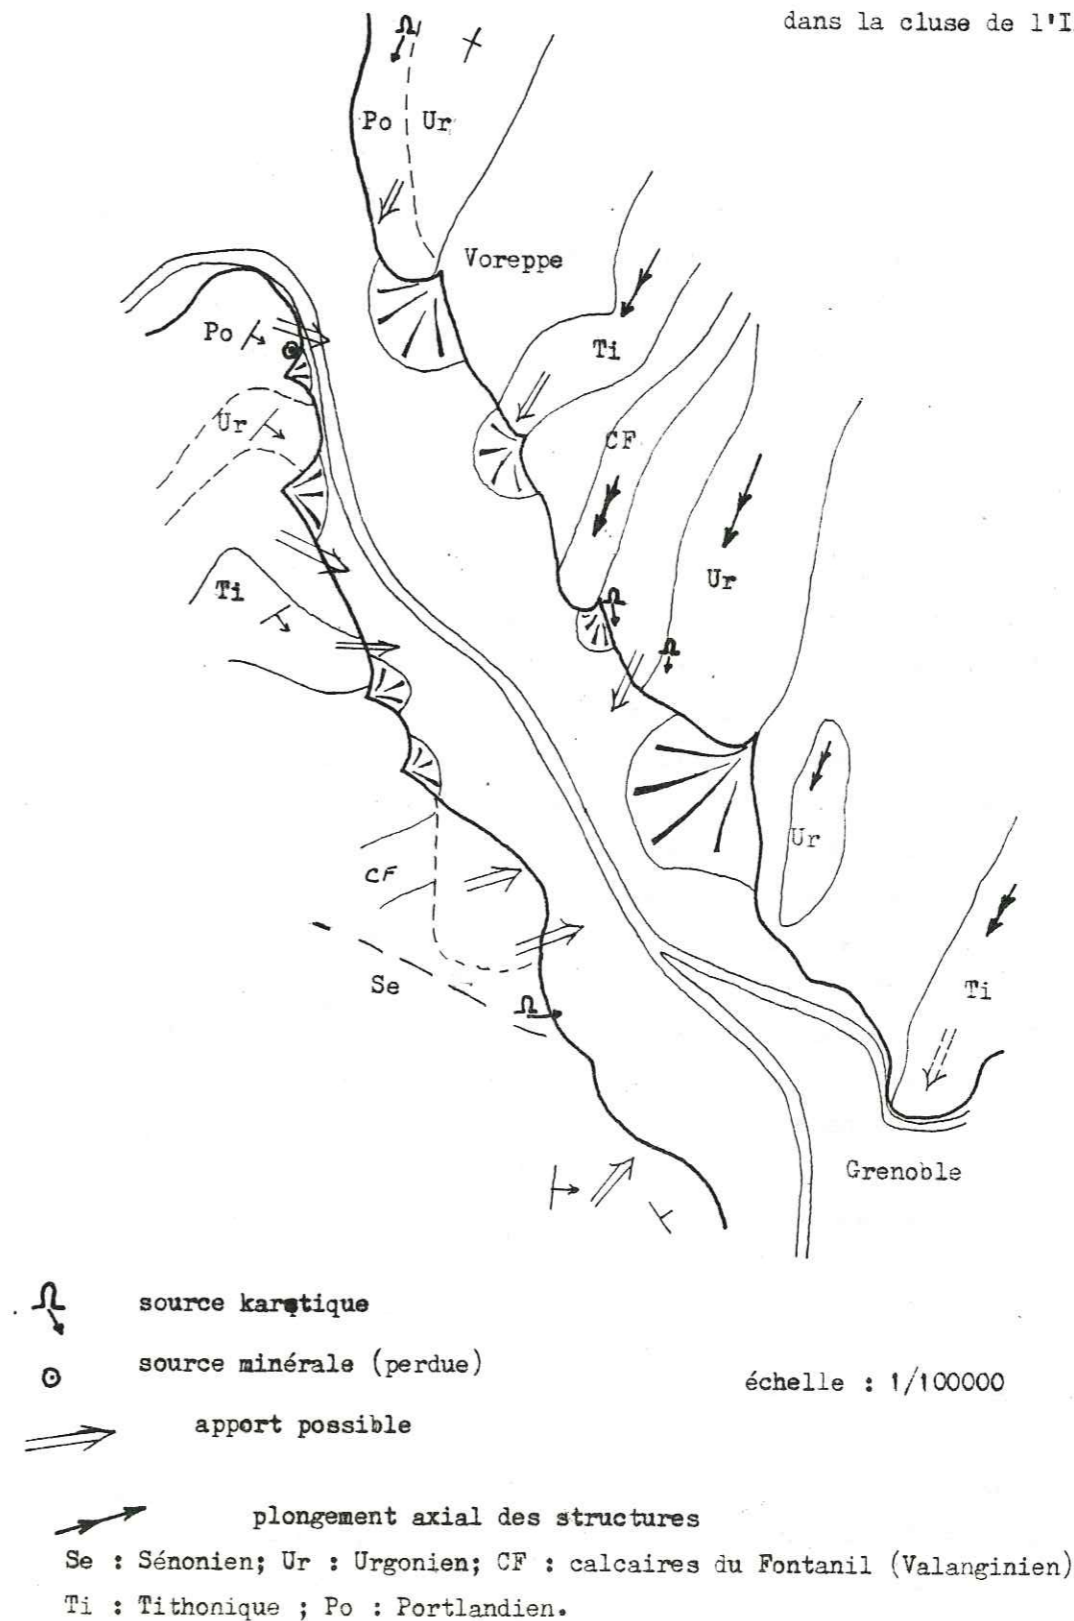 dans la cluse de l'I
Po
Ur
Voreppe
Po
Ti
Ur
CF
Ti
Ur
CF
Ur
Se
Ti
Grenoble
source karstique
source minérale (perdue)
échelle : 1/100000
apport possible
plongement axial des structures
Se : Sénonien; Ur : Urgonien; CF : calcaires du Fontanil (Valanginien)
Ti : Tithonique ; Po : Portlandien.